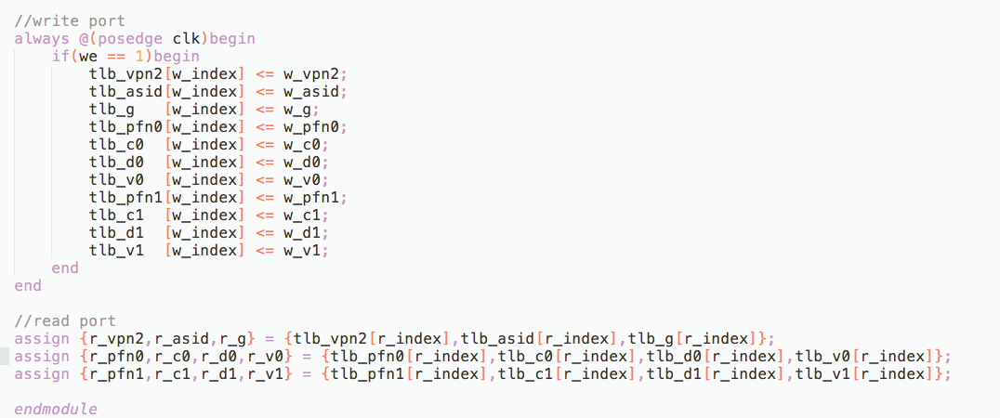 //write port
always @(posedge clk)begin
    if(we == 1)begin
        tlb_vpn2[w_index] <= w_vpn2;
        tlb_asid[w_index] <= w_asid;
        tlb_g   [w_index] <= w_g;
        tlb_pfn0[w_index] <= w_pfn0;
        tlb_c0  [w_index] <= w_c0;
        tlb_d0  [w_index] <= w_d0;
        tlb_v0  [w_index] <= w_v0;
        tlb_pfn1[w_index] <= w_pfn1;
        tlb_c1  [w_index] <= w_c1;
        tlb_d1  [w_index] <= w_d1;
        tlb_v1  [w_index] <= w_v1;
    end
end
//read port
assign {r_vpn2,r_asid,r_g} = {tlb_vpn2[r_index],tlb_asid[r_index],tlb_g[r_index]};
assign {r_pfn0,r_c0,r_d0,r_v0} = {tlb_pfn0[r_index],tlb_c0[r_index],tlb_d0[r_index],tlb_v0[r_index]};
assign {r_pfn1,r_c1,r_d1,r_v1} = {tlb_pfn1[r_index],tlb_c1[r_index],tlb_d1[r_index],tlb_v1[r_index]};
endmodule